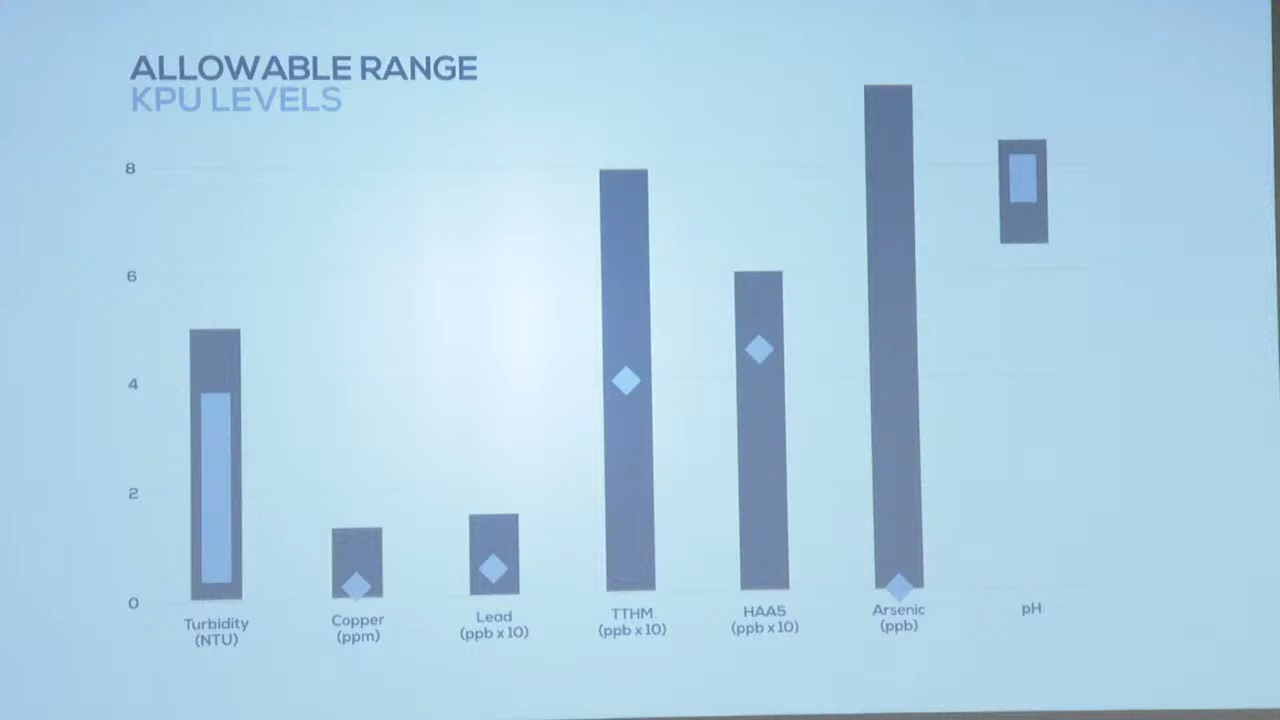 ALLOWABLE RANGE
KPU LEVELS
8
6
4
2
0
Turbidity
(NTU)
Copper
(ppm)
Lead
(ppb x 10)
TTHM
(ppb x 10)
HAA5
(ppb x 10)
Arsenic
(ppb)
pH